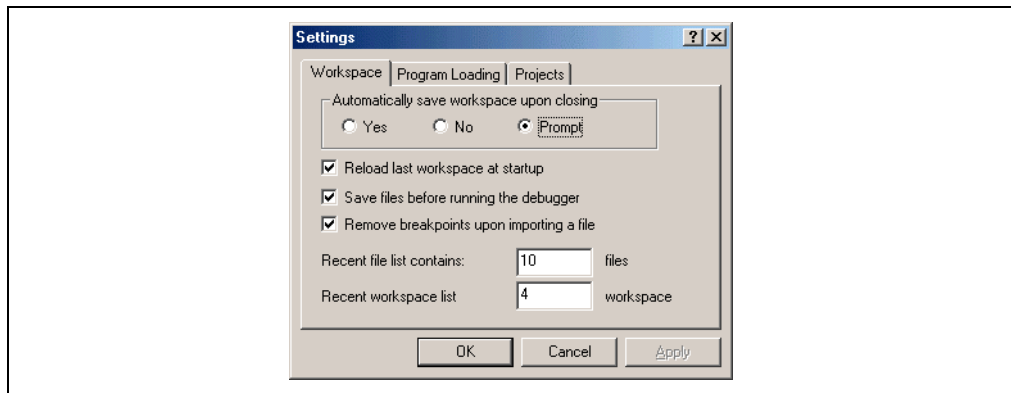 Settings
Workspace Program Loading Projects
Automatically save workspace upon closing
Yes No Prompt
Reload last workspace at startup
Save files before running the debugger
Remove breakpoints upon importing a file
Recent file list contains: 10 files
Recent workspace list 4 workspace
OK Cancel Apply